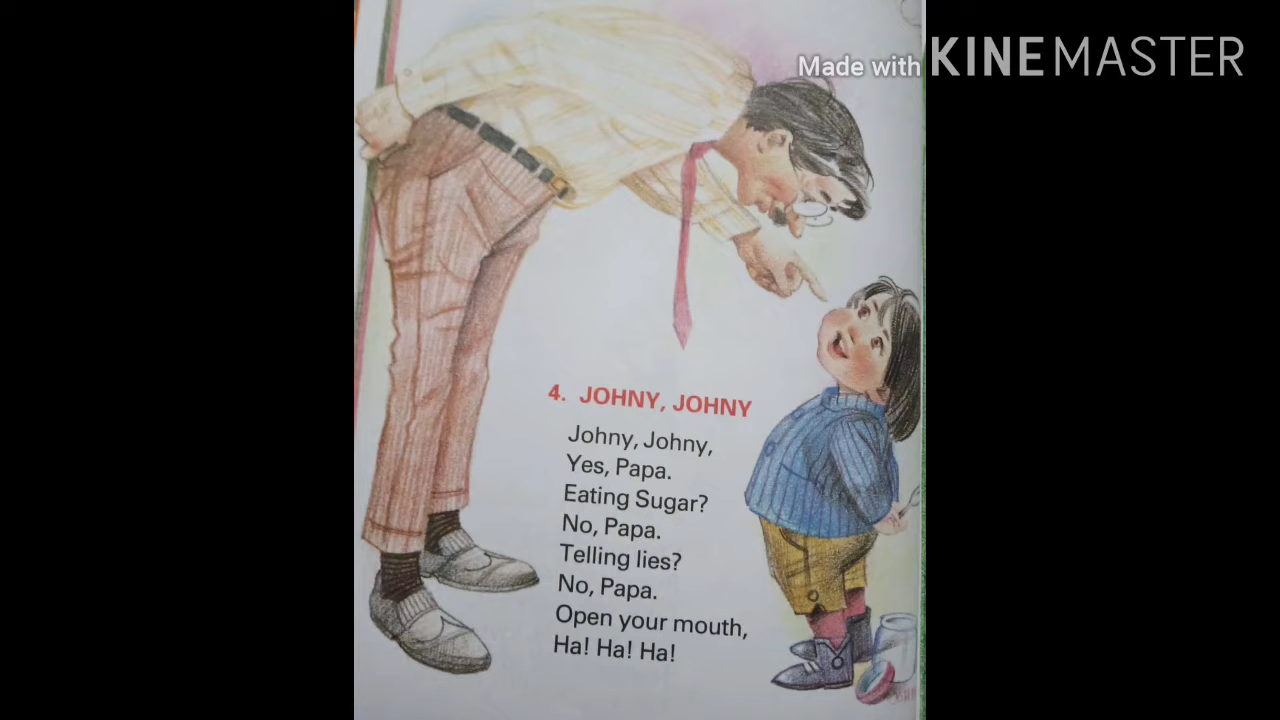 Made with KINEMASTER
4. JOHNY, JOHNY
Johny, Johny,
Yes, Papa.
Eating Sugar?
No, Papa.
Telling lies?
No, Papa.
Open your mouth,
Ha! Ha! Ha!